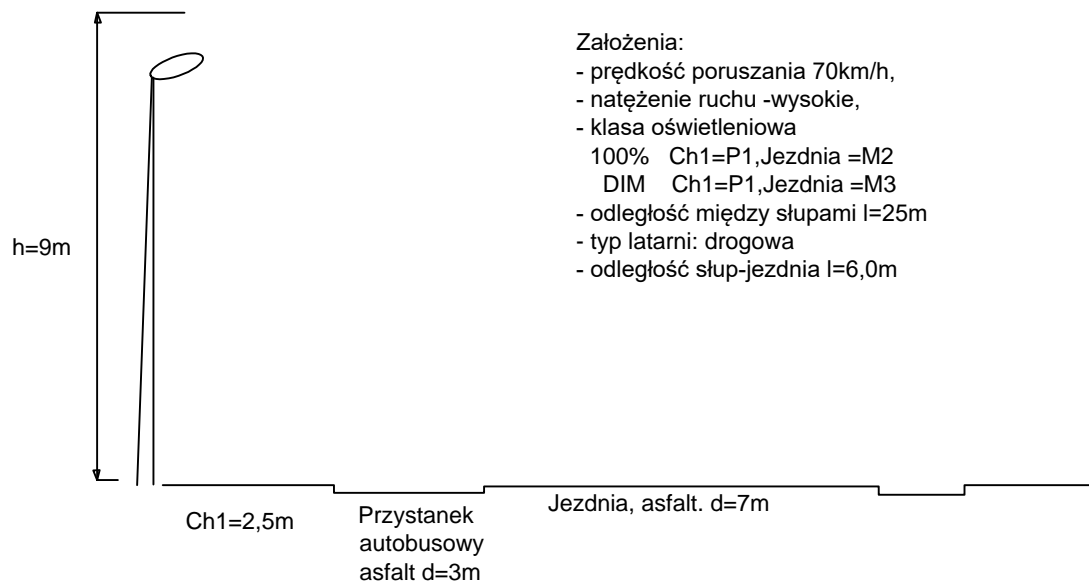 Założenia:
- prędkość poruszania 70km/h,
- natężenie ruchu -wysokie,
- klasa oświetleniowa
100% Ch1=P1,Jezdnia =M2
DIM Ch1=P1,Jezdnia =M3
- odległość między słupami l=25m
- typ latarni: drogowa
- odległość słup-jezdnia l=6,0m
h=9m
Ch1=2,5m
Przystanek
autobusowy
asfalt d=3m
Jezdnia, asfalt. d=7m